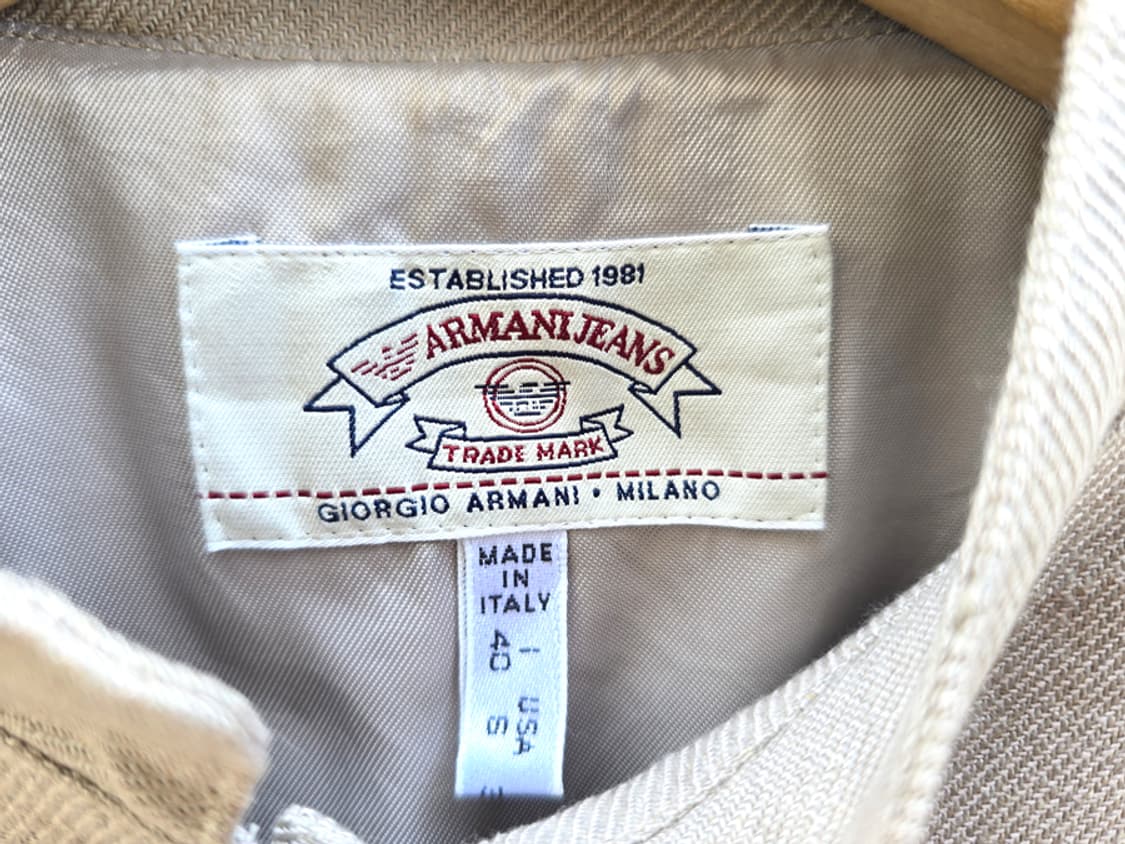 ESTABLISHED 1981
ARMANI JEANS
TRADE MARK
GIORGIO ARMANI • MILANO
MADE
IN
ITALY
I USA
40 S